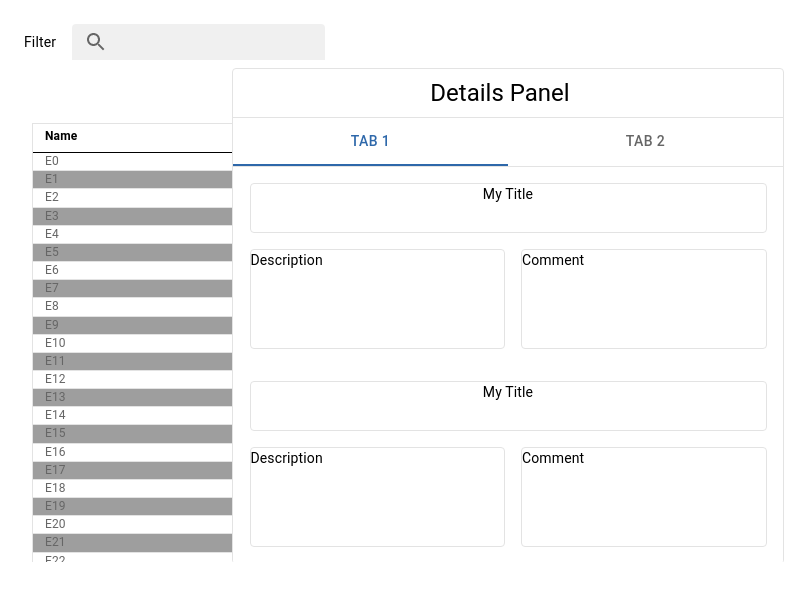 Filter
Name
E0
E1
E2
E3
E4
E5
E6
E7
E8
E9
E10
E11
E12
E13
E14
E15
E16
E17
E18
E19
E20
E21
E22
Details Panel
TAB 1 TAB 2
My Title
Description Comment
My Title
Description Comment